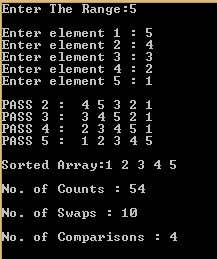 Enter The Range:5
Enter element 1 : 5
Enter element 2 : 4
Enter element 3 : 3
Enter element 4 : 2
Enter element 5 : 1
PASS 2 :  4 5 3 2 1
PASS 3 :  3 4 5 2 1
PASS 4 :  2 3 4 5 1
PASS 5 :  1 2 3 4 5
Sorted Array:1 2 3 4 5
No. of Counts : 54
No. of Swaps : 10
No. of Comparisons : 4